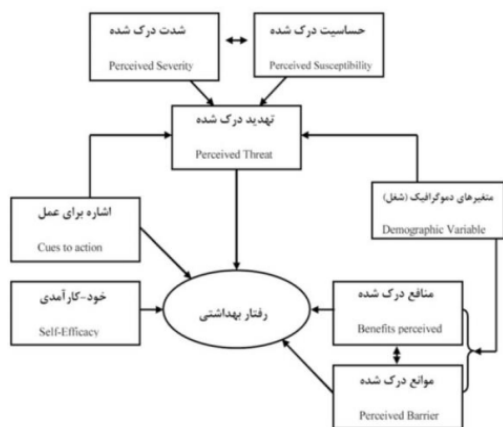 شدت درک شده
Perceived Severity
حساسیت درک شده
Perceived Susceptibility
تهدید درک شده
Perceived Threat
اشاره برای عمل
Cues to action
متغیرهای دموگرافیک (شغل)
Demographic Variable
خود-کارآمدی
Self-Efficacy
رفتار بهداشتی
منافع درک شده
Benefits perceived
موانع درک شده
Perceived Barrier